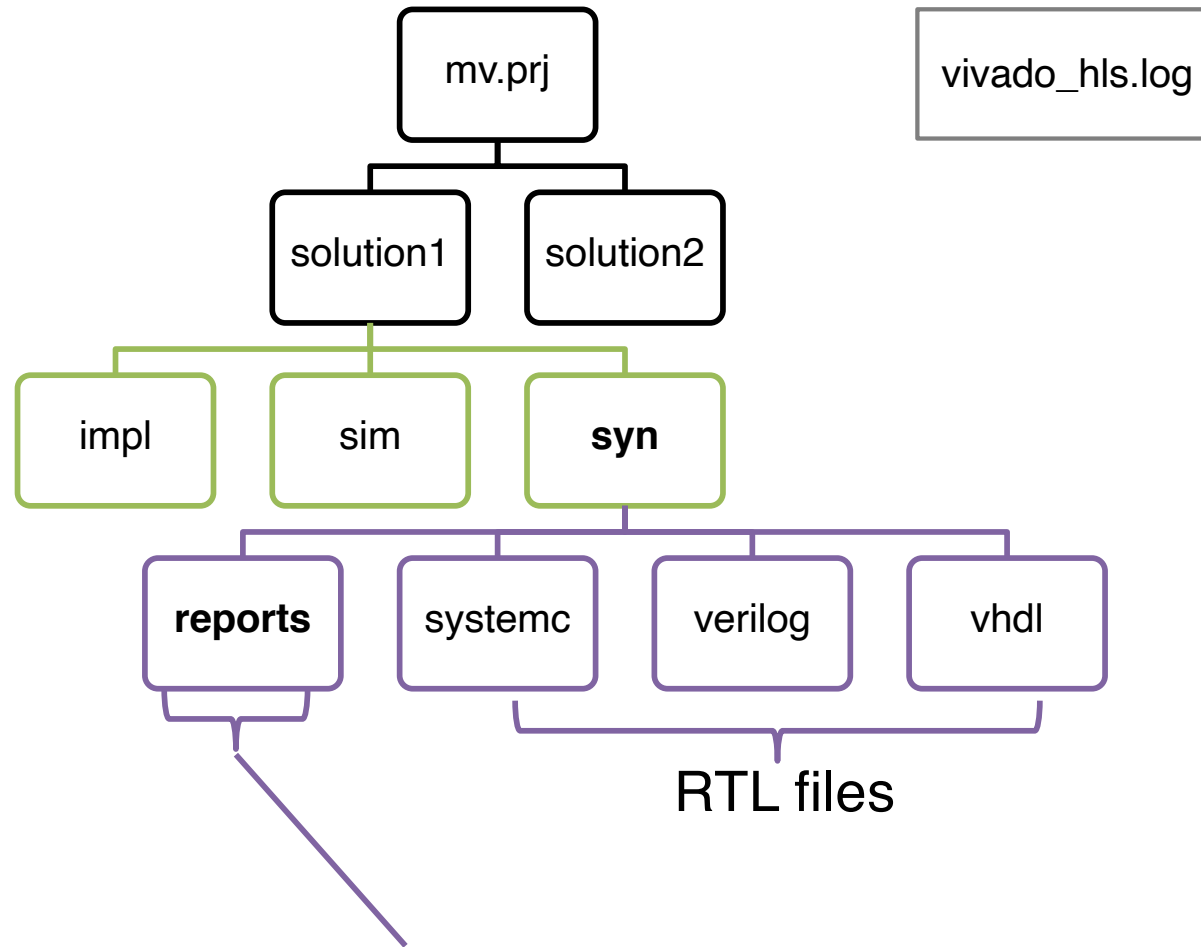 mv.prj
vivado_hls.log
solution1
solution2
impl
sim
syn
reports
systemc
verilog
vhdl
RTL files